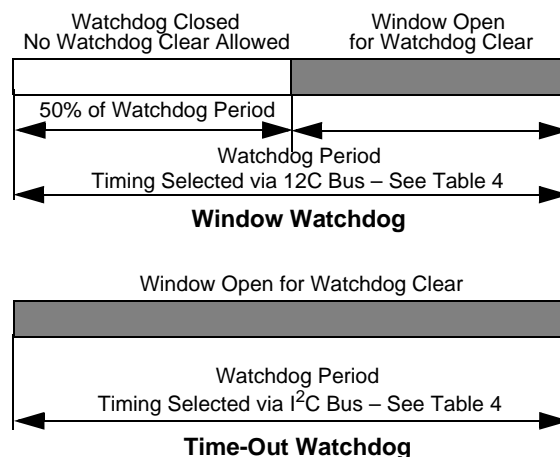 Watchdog Closed
No Watchdog Clear Allowed
Window Open
for Watchdog Clear
50% of Watchdog Period
Watchdog Period
Timing Selected via 12C Bus – See Table 4
Window Watchdog
Window Open for Watchdog Clear
Watchdog Period
Timing Selected via I²C Bus – See Table 4
Time-Out Watchdog